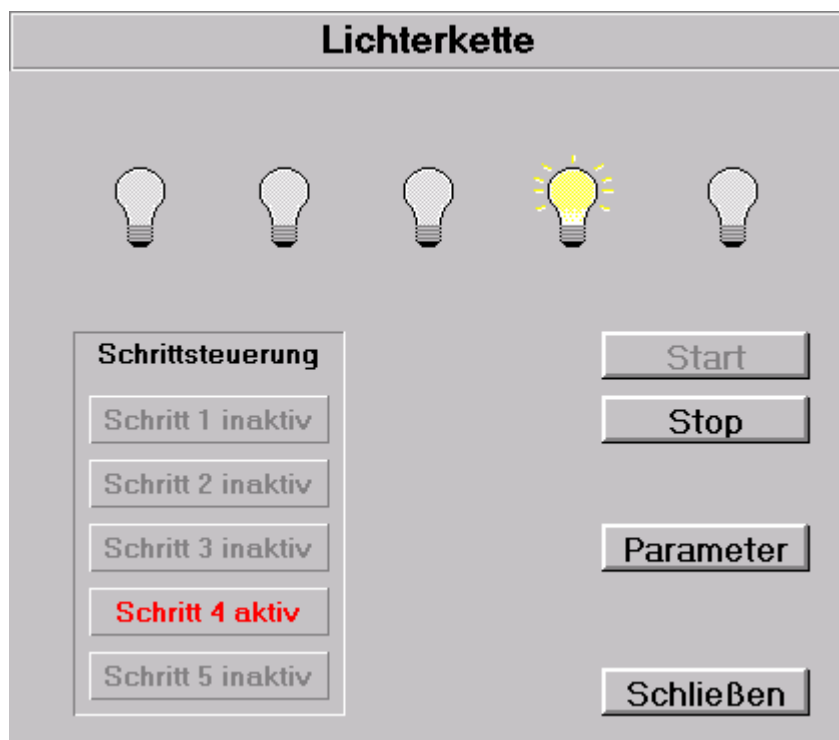 Lichterkette
Schrittsteuerung
Schritt 1 inaktiv
Schritt 2 inaktiv
Schritt 3 inaktiv
Schritt 4 aktiv
Schritt 5 inaktiv
Start
Stop
Parameter
Schließen